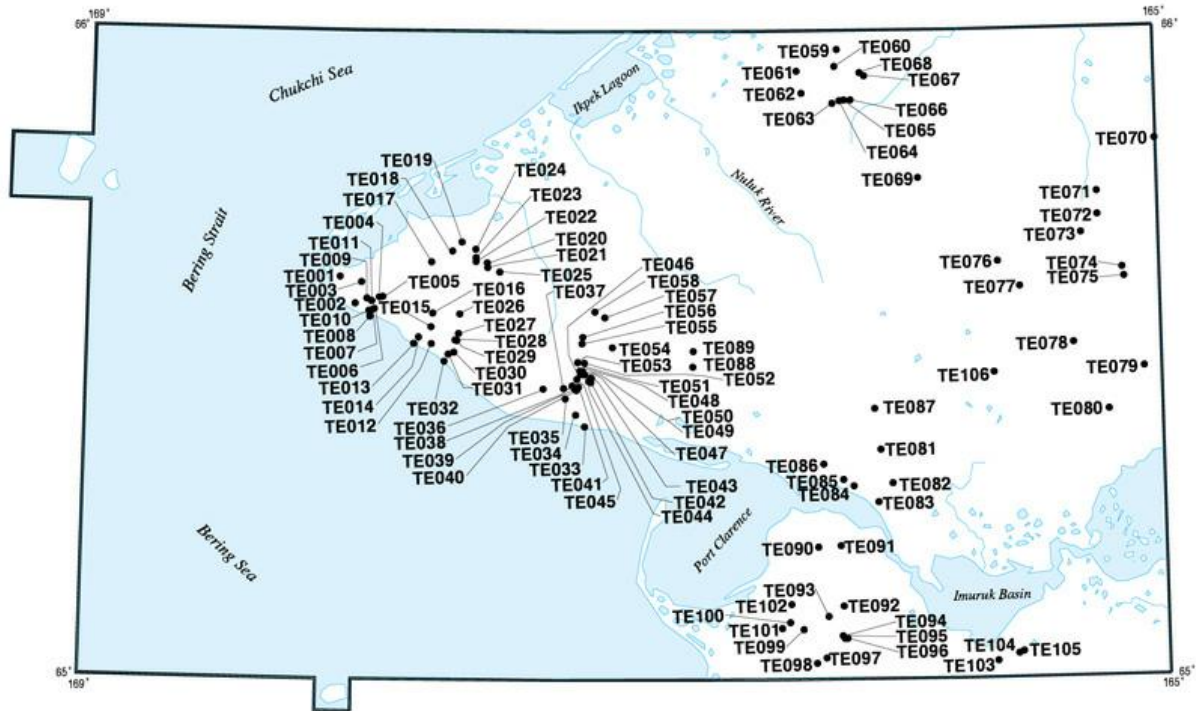 169°
66°
165°
66°
Chukchi Sea
Ikpek Lagoon
TE059
TE060
TE068
TE061
TE067
TE062
TE063
TE066
TE065
TE064
TE070
TE069
Nuluk River
TE071
TE072
TE073
TE076
TE074
TE075
TE077
TE019
TE018
TE017
TE024
TE023
TE022
TE020
TE021
TE025
TE037
TE004
TE011
TE009
TE001
TE003
TE002
TE010
TE008
TE007
TE006
TE013
TE014
TE012
TE005
TE015
TE016
TE026
TE027
TE028
TE029
TE030
TE031
TE032
TE046
TE058
TE057
TE056
TE055
TE054
TE053
TE089
TE088
TE052
TE051
TE048
TE050
TE049
TE047
TE036
TE038
TE039
TE040
TE035
TE034
TE033
TE041
TE045
TE043
TE042
TE044
Bering Strait
TE078
TE079
TE106
TE080
TE087
TE081
TE086
TE085
TE084
TE082
TE083
Bering Sea
Port Clarence
TE090
TE091
TE093
TE102
TE092
TE100
TE101
TE099
TE094
TE095
TE096
TE098
TE097
Imuruk Basin
TE104
TE105
TE103
65°
169°
65°
165°